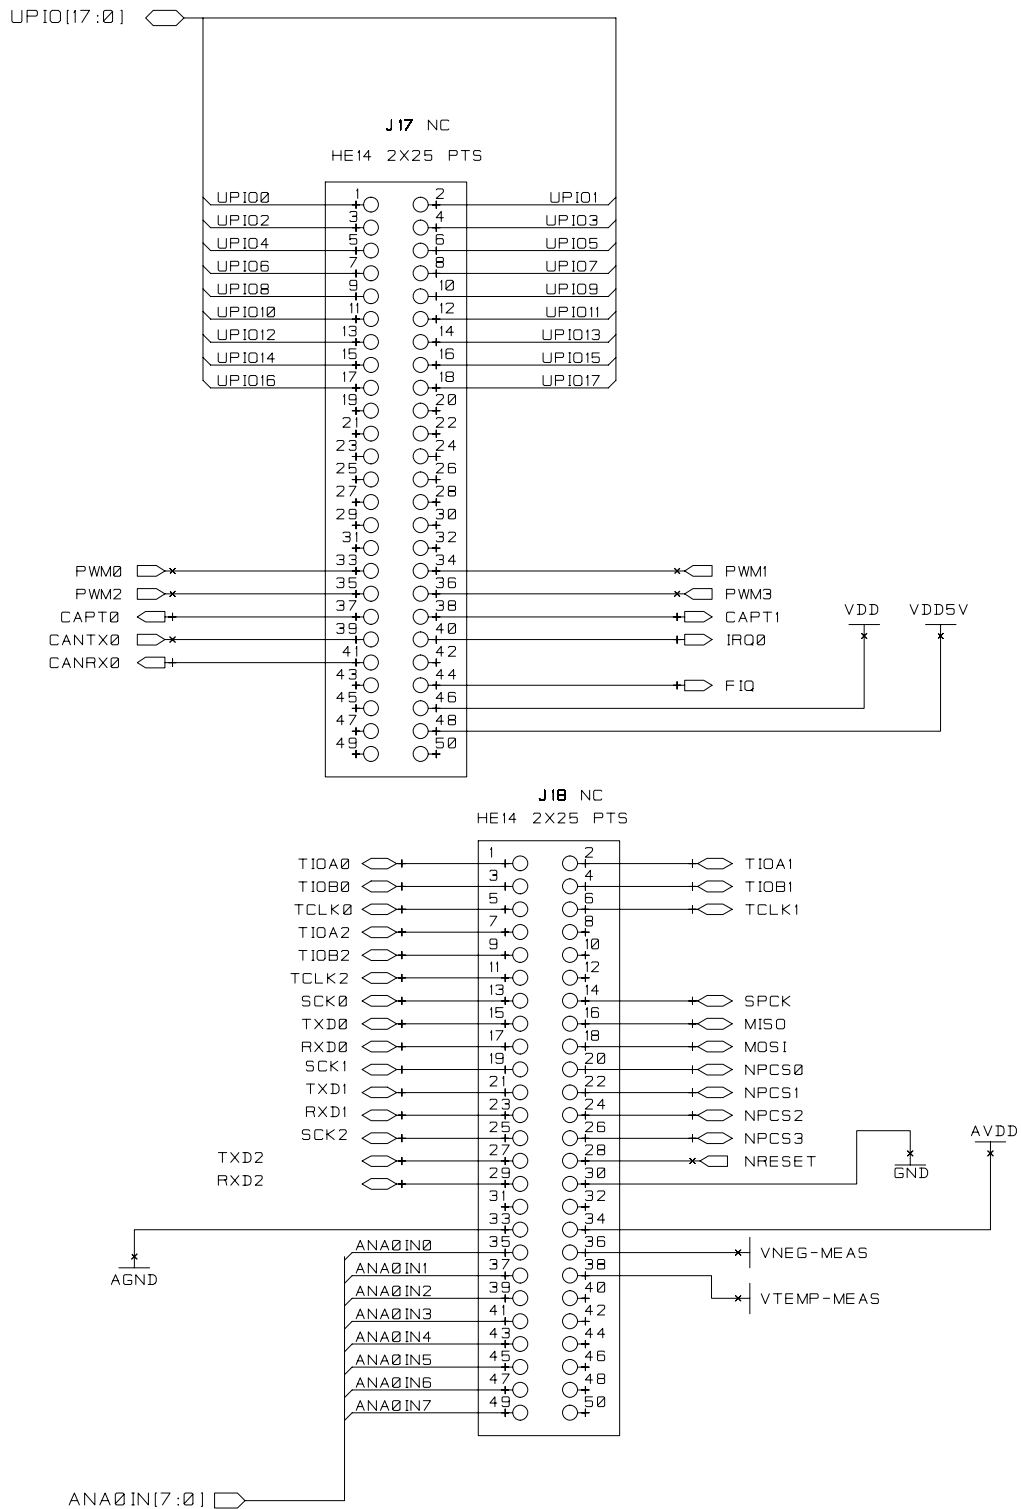 UPIO[17:0]
J17 NC
HE14 2X25 PTS
UPIO0 1 2 UPIO1
UPIO2 3 4 UPIO3
UPIO4 5 6 UPIO5
UPIO6 7 8 UPIO7
UPIO8 9 10 UPIO9
UPIO10 11 12 UPIO11
UPIO12 13 14 UPIO13
UPIO14 15 16 UPIO15
UPIO16 17 18 UPIO17
19 20
21 22
23 24
25 26
27 28
29 30
31 32
PWM0 33 34 PWM1
PWM2 35 36 PWM3
CAPT0 37 38 CAPT1 VDD VDD5V
CANTX0 39 40 IRQ0
CANRX0 41 42
43 44 FIQ
45 46
47 48
49 50
J18 NC
HE14 2X25 PTS
TIOA0 1 2 TIOA1
TIOB0 3 4 TIOB1
TCLK0 5 6 TCLK1
TIOA2 7 8
TIOB2 9 10
TCLK2 11 12
SCK0 13 14 SPCK
TXD0 15 16 MISO
RXD0 17 18 MOSI
SCK1 19 20 NPCS0
TXD1 21 22 NPCS1
RXD1 23 24 NPCS2
SCK2 25 26 NPCS3 AVDD
TXD2 27 28 NRESET
RXD2 29 30 GND
31 32
33 34
ANA0IN0 35 36 VNEG-MEAS
AGND ANA0IN1 37 38
ANA0IN2 39 40 VTEMP-MEAS
ANA0IN3 41 42
ANA0IN4 43 44
ANA0IN5 45 46
ANA0IN6 47 48
ANA0IN7 49 50
ANA0IN[7:0]